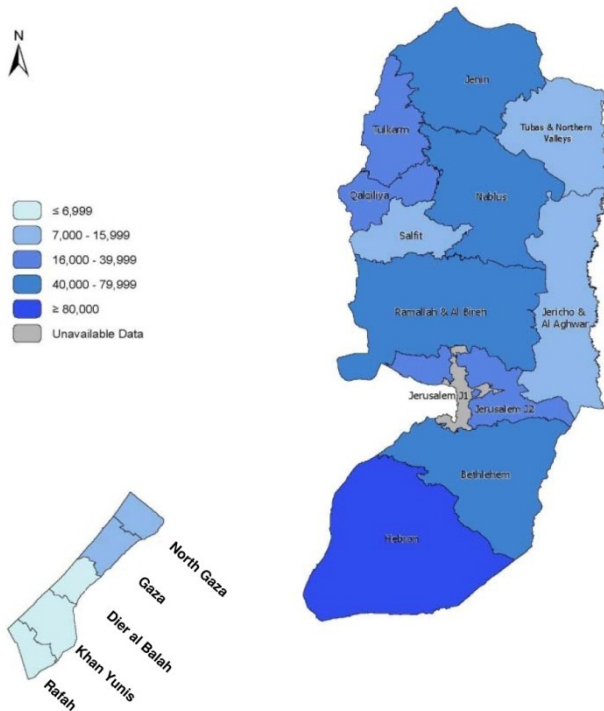 N
Jenin
Tubas & Northern
Valleys
Tulkarm
Qalqiliya
Nablus
Salfit
≤ 6,999
7,000 - 15,999
16,000 - 39,999
40,000 - 79,999
≥ 80,000
Unavailable Data
Ramallah & Al Bireh
Jericho &
Al Aghwar
Jerusalem J1
Jerusalem J2
Bethlehem
Hebron
North Gaza
Gaza
Dier al Balah
Khan Yunis
Rafah